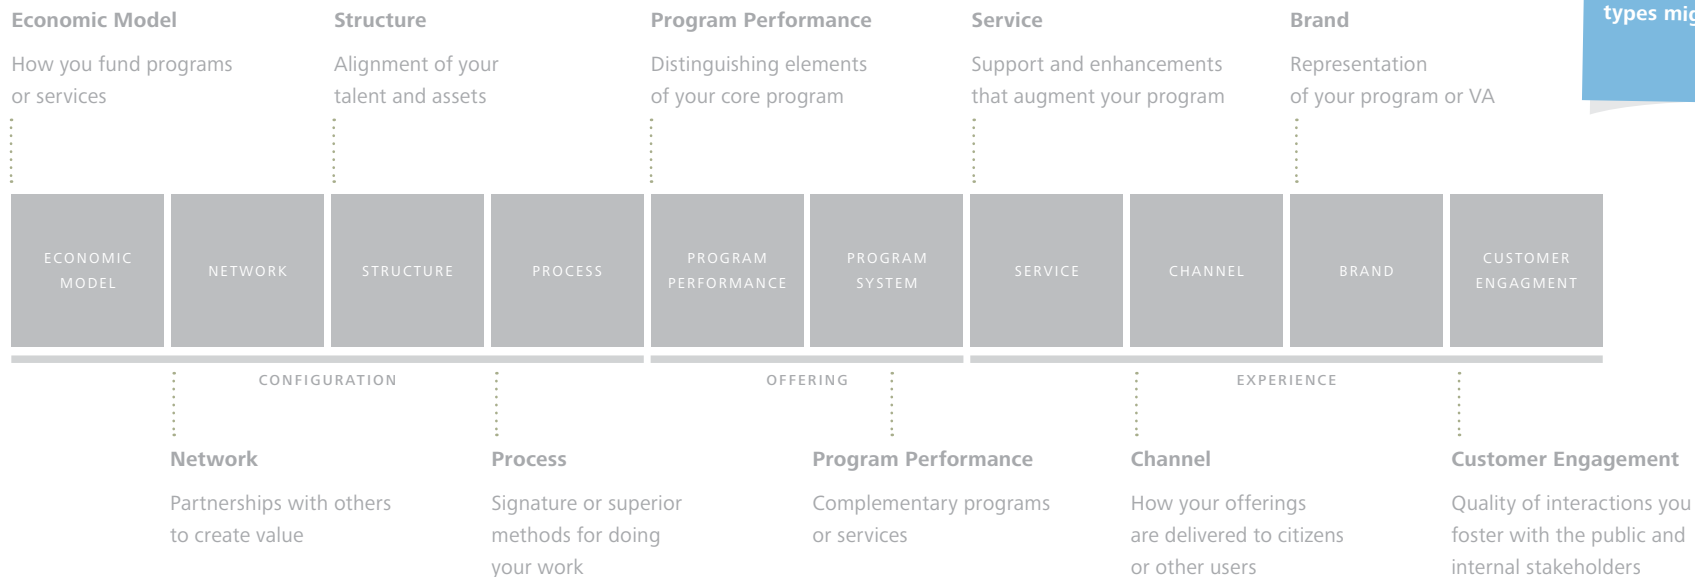 Economic Model
How you fund programs
or services
Structure
Alignment of your
talent and assets
Program Performance
Distinguishing elements
of your core program
Service
Support and enhancements
that augment your program
Brand
Representation
of your program or VA
types mig
ECONOMIC
MODEL
NETWORK
STRUCTURE
PROCESS
PROGRAM
PERFORMANCE
PROGRAM
SYSTEM
SERVICE
CHANNEL
BRAND
CUSTOMER
ENGAGMENT
CONFIGURATION
OFFERING
EXPERIENCE
Network
Partnerships with others
to create value
Process
Signature or superior
methods for doing
your work
Program Performance
Complementary programs
or services
Channel
How your offerings
are delivered to citizens
or other users
Customer Engagement
Quality of interactions you
foster with the public and
internal stakeholders